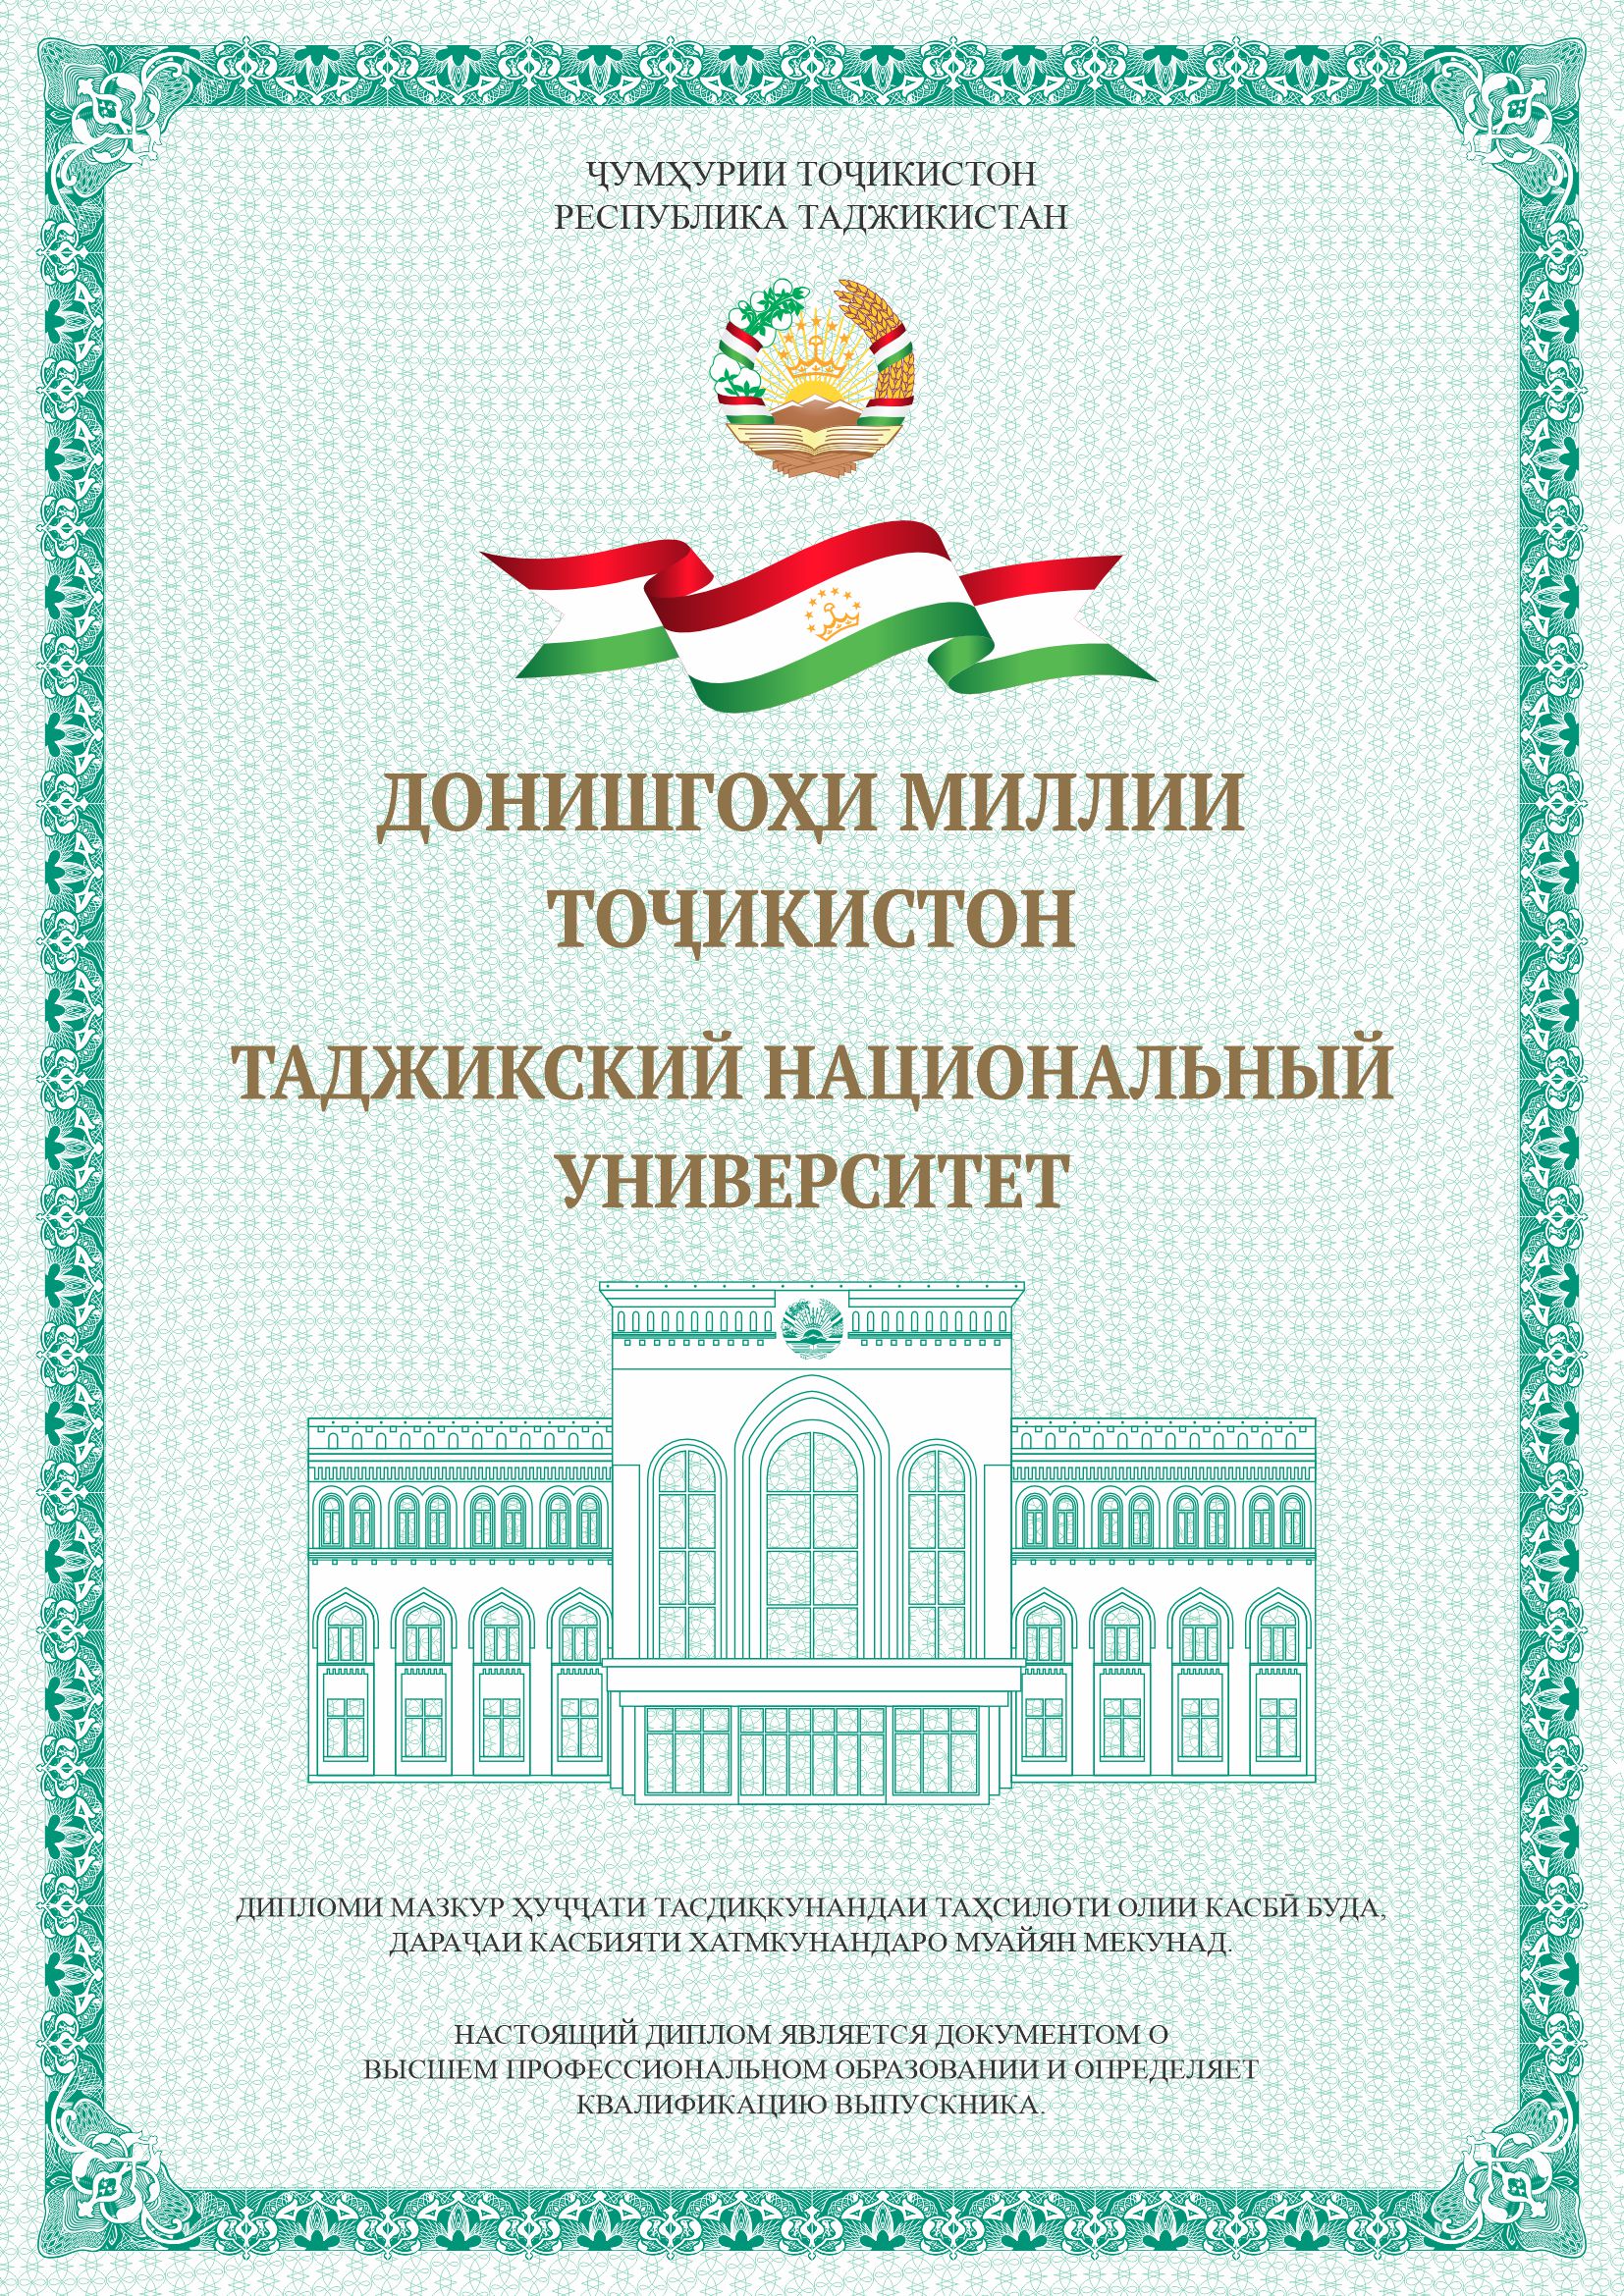 ҶУМҲУРИИ ТОҶИКИСТОН
РЕСПУБЛИКА ТАДЖИКИСТАН
ДОНИШГОҲИ МИЛЛИИ
ТОҶИКИСТОН
ТАДЖИКСКИЙ НАЦИОНАЛЬНЫЙ
УНИВЕРСИТЕТ
ДИПЛОМИ МАЗКУР ҲУҶҶАТИ ТАСДИҚКУНАНДАИ ТАҲСИЛОТИ ОЛИИ КАСБӢ БУДА,
ДАРАҶАИ КАСБИЯТИ ХАТМКУНАНДАРО МУАЙЯН МЕКУНАД.
НАСТОЯЩИЙ ДИПЛОМ ЯВЛЯЕТСЯ ДОКУМЕНТОМ О
ВЫСШЕМ ПРОФЕССИОНАЛЬНОМ ОБРАЗОВАНИИ И ОПРЕДЕЛЯЕТ
КВАЛИФИКАЦИЮ ВЫПУСКНИКА.